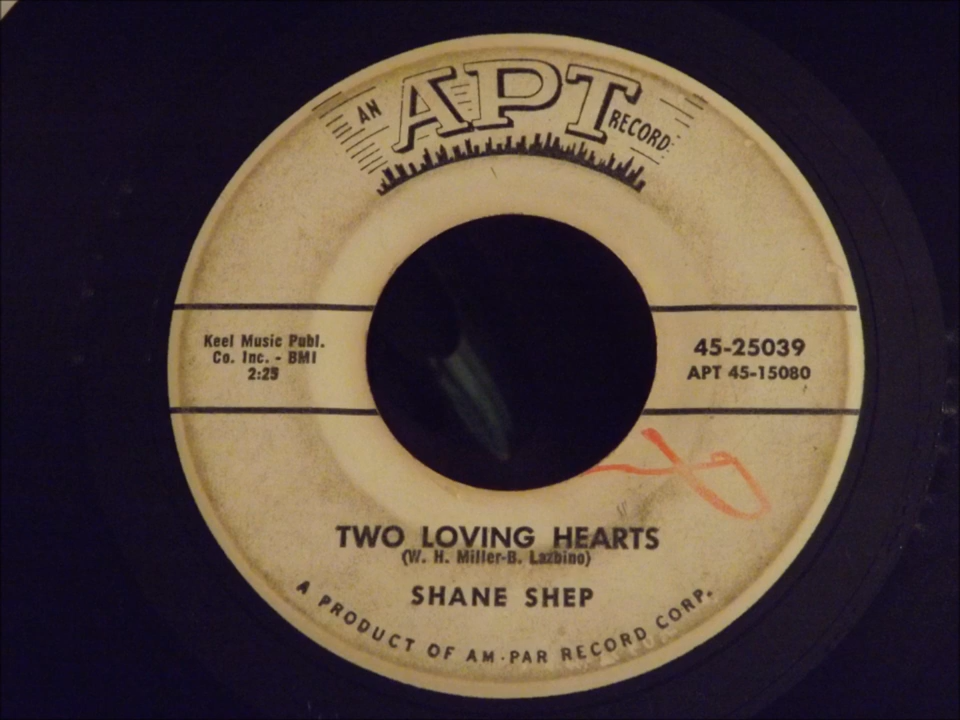 AN APT RECORD
Keel Music Publ.
Co. Inc. - BMI
2:25
45-25039
APT 45-15080
TWO LOVING HEARTS
(W. H. Miller-B. Lazbino)
SHANE SHEP
A PRODUCT OF AM-PAR RECORD CORP.